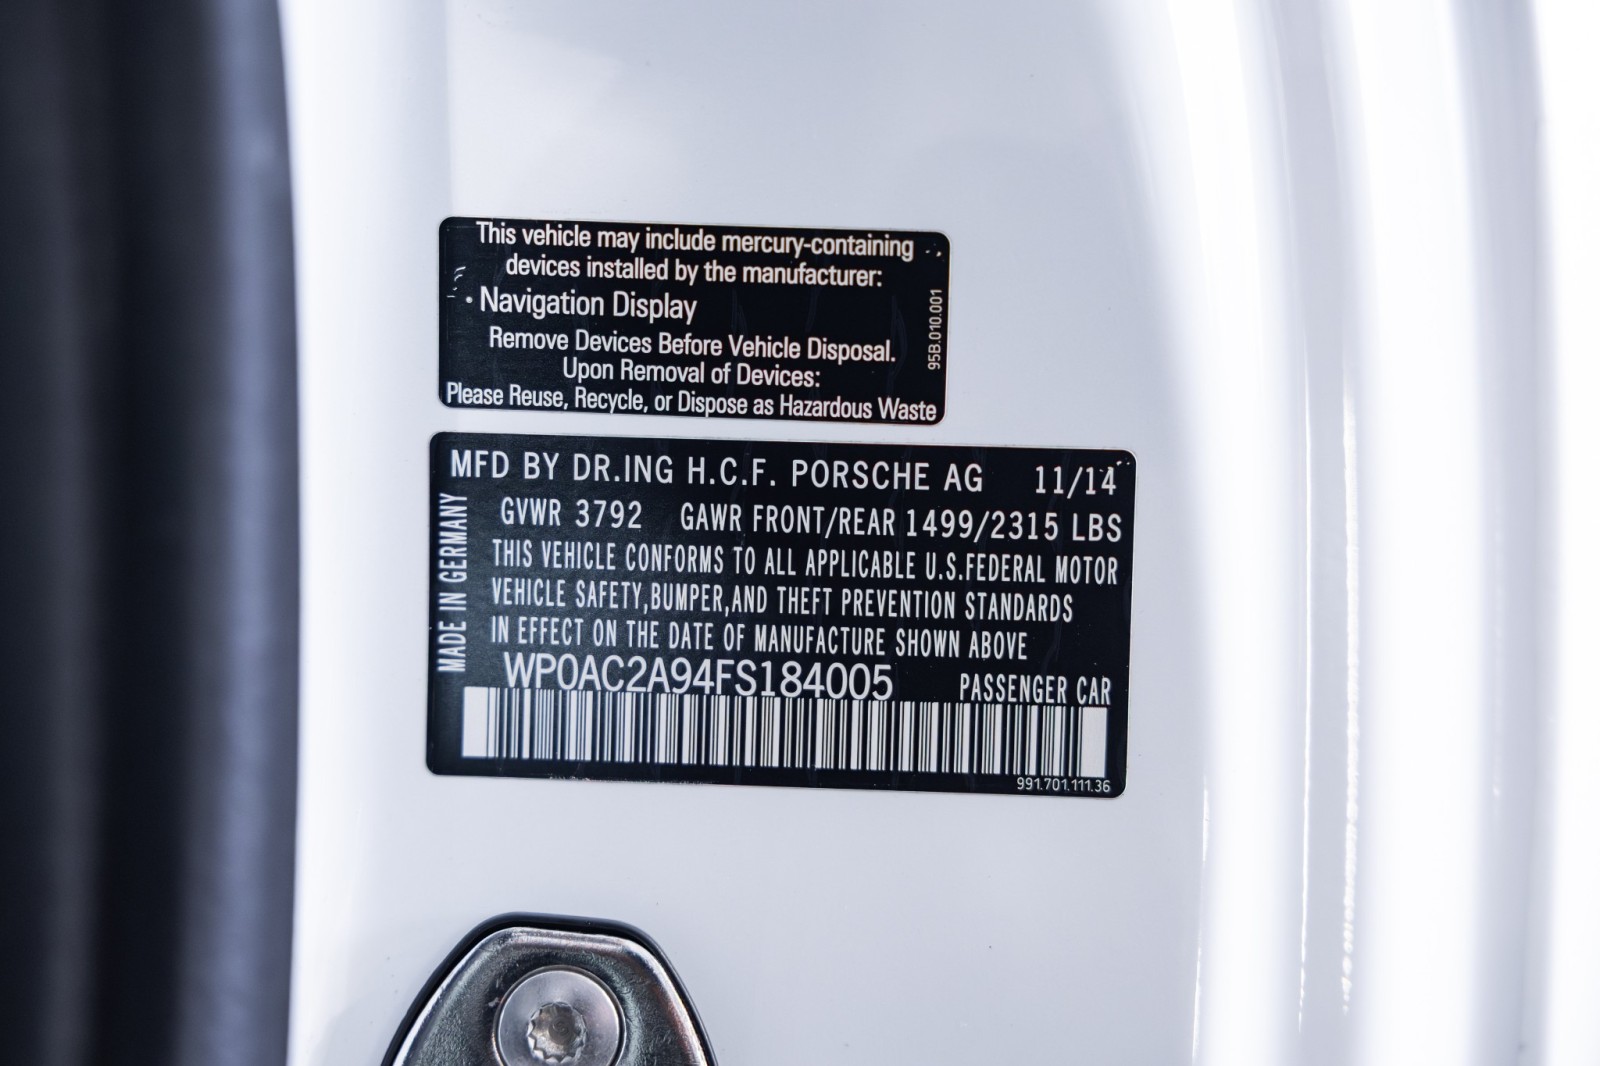 This vehicle may include mercury-containing
devices installed by the manufacturer:
· Navigation Display
Remove Devices Before Vehicle Disposal.
Upon Removal of Devices:
Please Reuse, Recycle, or Dispose as Hazardous Waste
95B.010.001
MFD BY DR.ING H.C.F. PORSCHE AG 11/14
GVWR 3792 GAWR FRONT/REAR 1499/2315 LBS
THIS VEHICLE CONFORMS TO ALL APPLICABLE U.S.FEDERAL MOTOR
VEHICLE SAFETY,BUMPER,AND THEFT PREVENTION STANDARDS
IN EFFECT ON THE DATE OF MANUFACTURE SHOWN ABOVE
WP0AC2A94FS184005 PASSENGER CAR
MADE IN GERMANY
991.701.111.36